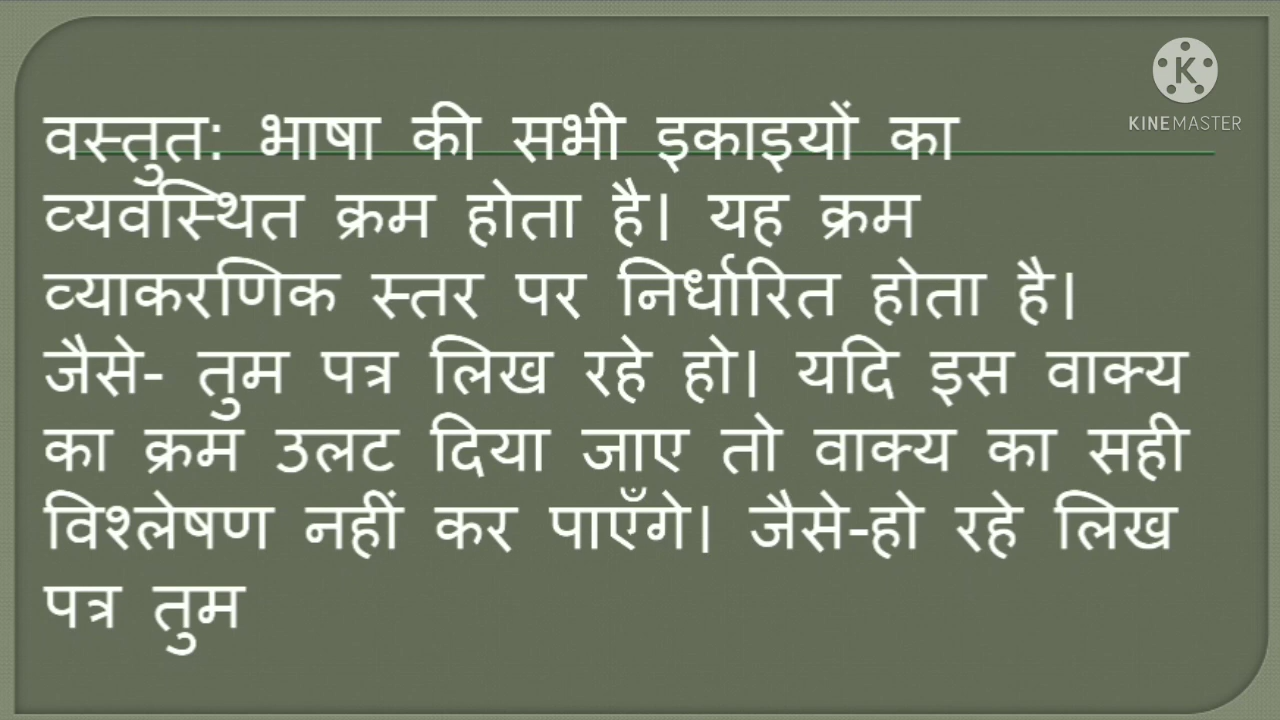 वस्तुत: भाषा की सभी इकाइयों का
व्यवस्थित क्रम होता है। यह क्रम
व्याकरणिक स्तर पर निर्धारित होता है।
जैसे- तुम पत्र लिख रहे हो। यदि इस वाक्य
का क्रम उलट दिया जाए तो वाक्य का सही
विश्लेषण नहीं कर पाएँगे। जैसे-हो रहे लिख
पत्र तुम
K
KINEMASTER